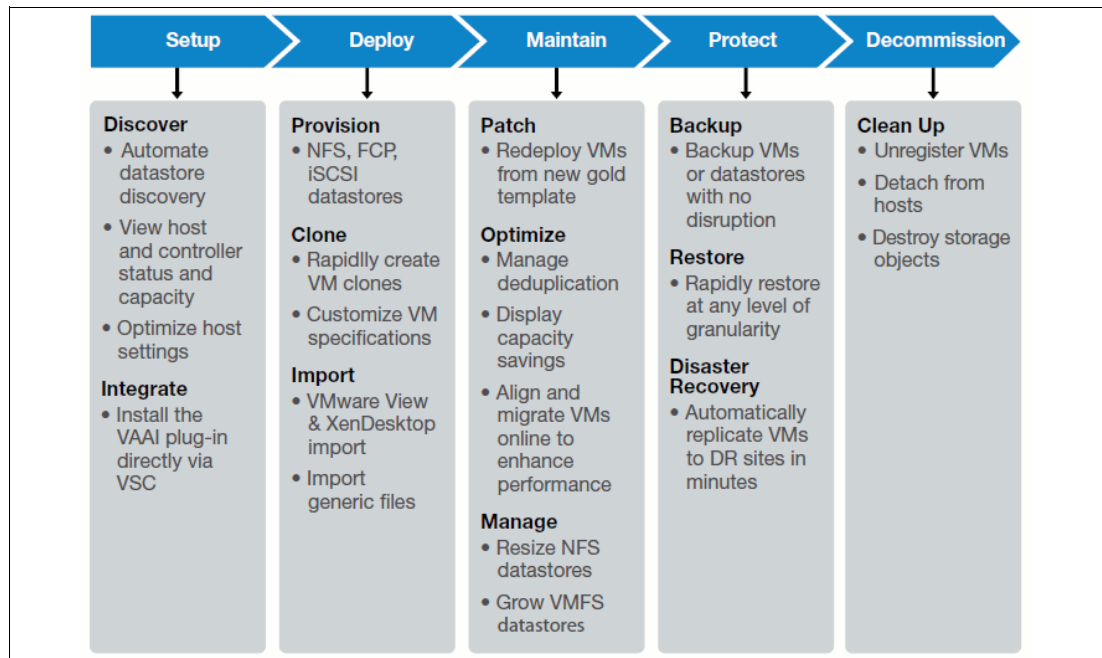 Setup
Deploy
Maintain
Protect
Decommission
Discover
• Automate
datastore
discovery
• View host
and controller
status and
capacity
• Optimize host
settings
Integrate
• Install the
VAAI plug-in
directly via
VSC
Provision
• NFS, FCP,
iSCSI
datastores
Clone
• Rapidlly create
VM clones
• Customize VM
specifications
Import
• VMware View
& XenDesktop
import
• Import
generic files
Patch
• Redeploy VMs
from new gold
template
Optimize
• Manage
deduplication
• Display
capacity
savings
• Align and
migrate VMs
online to
enhance
performance
Manage
• Resize NFS
datastores
• Grow VMFS
datastores
Backup
• Backup VMs
or datastores
with no
disruption
Restore
• Rapidly restore
at any level of
granularity
Disaster
Recovery
• Automatically
replicate VMs
to DR sites in
minutes
Clean Up
• Unregister VMs
• Detach from
hosts
• Destroy storage
objects